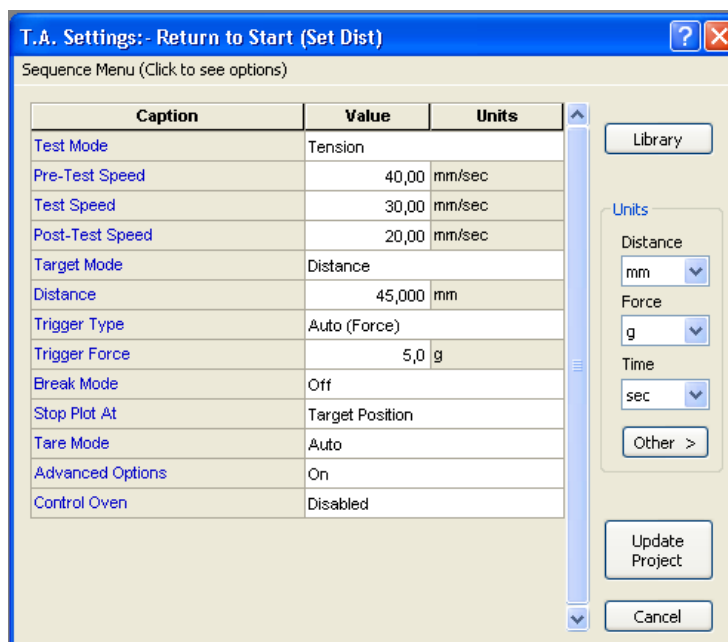 T.A. Settings:- Return to Start (Set Dist)
Sequence Menu (Click to see options)
Caption Value Units
Test Mode Tension
Pre-Test Speed 40,00 mm/sec
Test Speed 30,00 mm/sec
Post-Test Speed 20,00 mm/sec
Target Mode Distance
Distance 45,000 mm
Trigger Type Auto (Force)
Trigger Force 5,0 g
Break Mode Off
Stop Plot At Target Position
Tare Mode Auto
Advanced Options On
Control Oven Disabled
Library
Units
Distance
mm
Force
g
Time
sec
Other >
Update
Project
Cancel